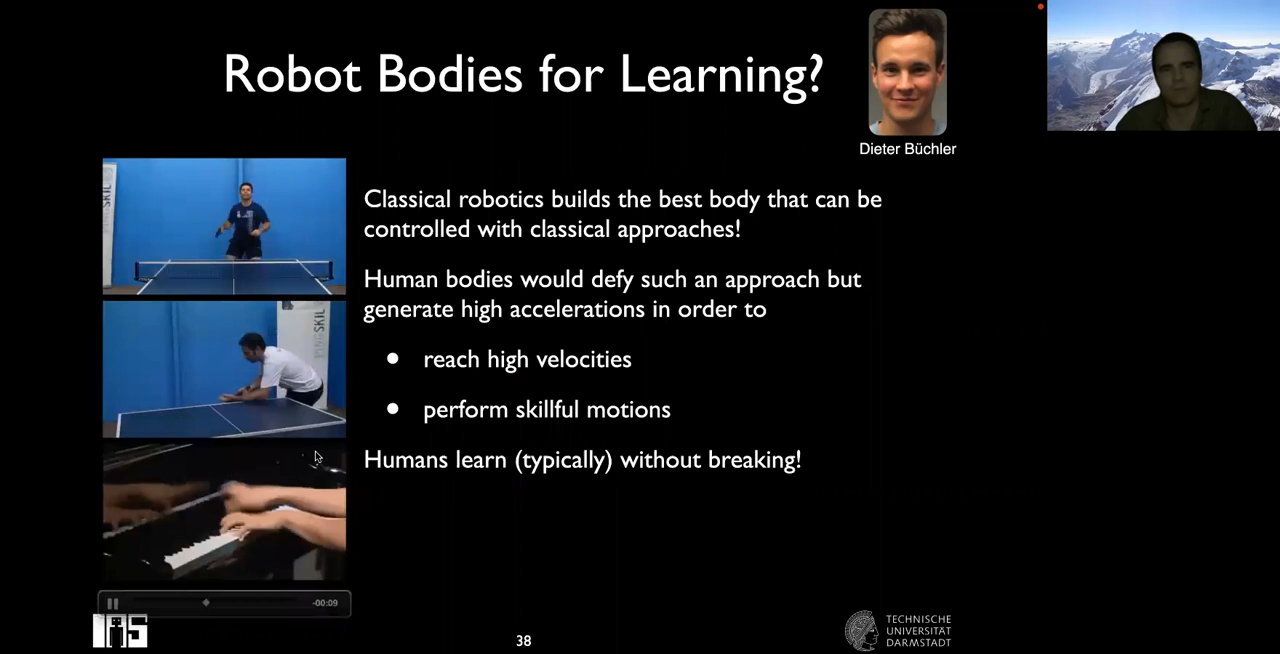 Robot Bodies for Learning?
Dieter Büchler
Classical robotics builds the best body that can be
controlled with classical approaches!
Human bodies would defy such an approach but
generate high accelerations in order to
• reach high velocities
• perform skillful motions
Humans learn (typically) without breaking!
-00:09
IAS
38
TECHNISCHE
UNIVERSITÄT
DARMSTADT